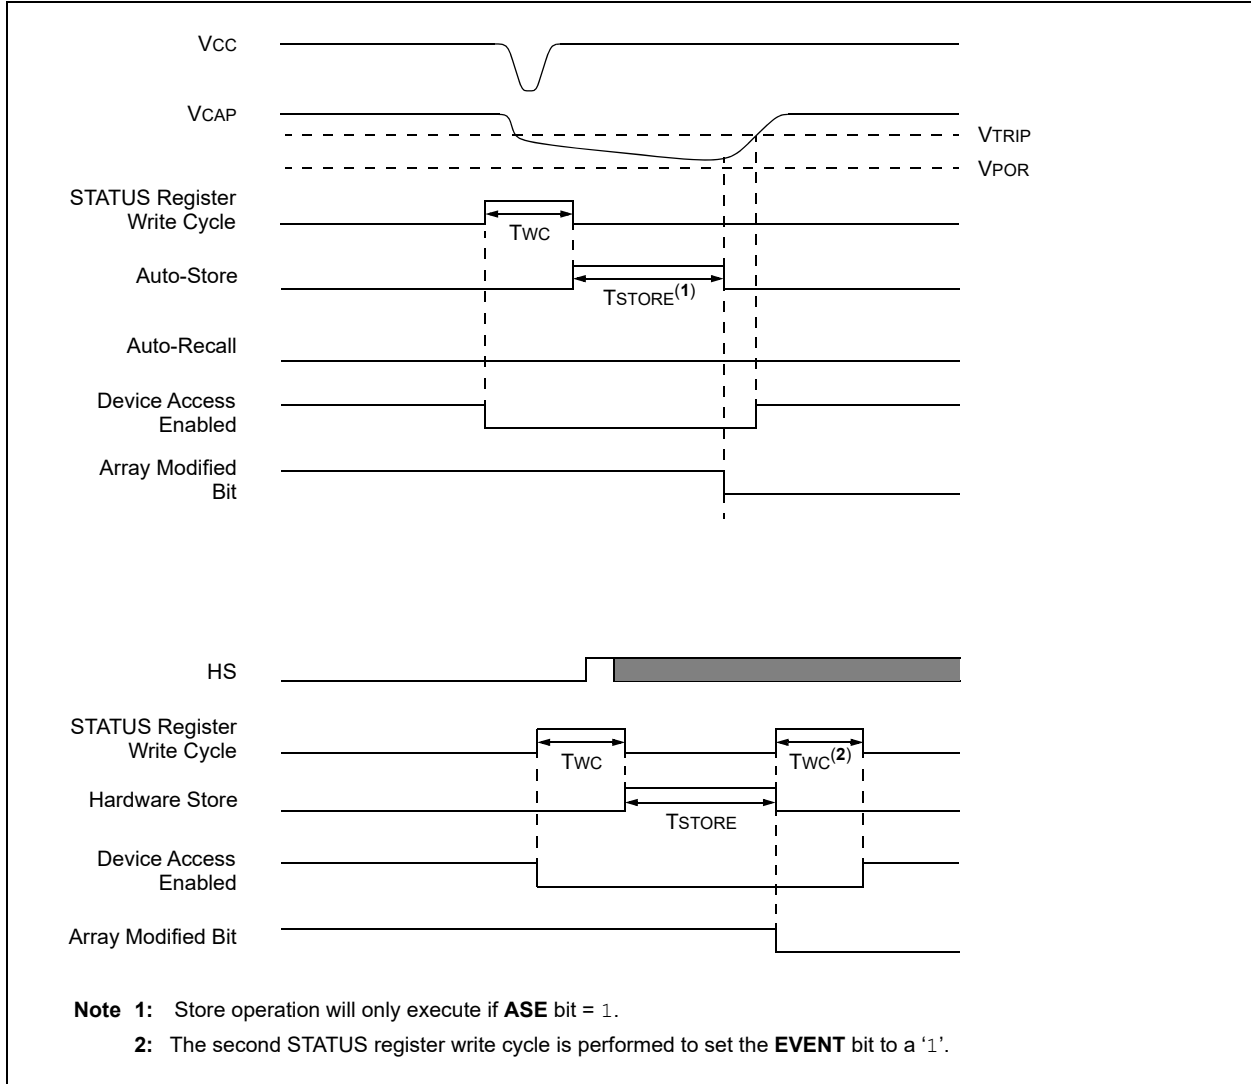 VCC
VCAP
VTRIP
VPOR
STATUS Register
Write Cycle
TWC
Auto-Store
TSTORE(1)
Auto-Recall
Device Access
Enabled
Array Modified
Bit
HS
STATUS Register
Write Cycle
TWC
TWC(2)
Hardware Store
TSTORE
Device Access
Enabled
Array Modified Bit
Note 1: Store operation will only execute if ASE bit = 1.
2: The second STATUS register write cycle is performed to set the EVENT bit to a ‘1’.